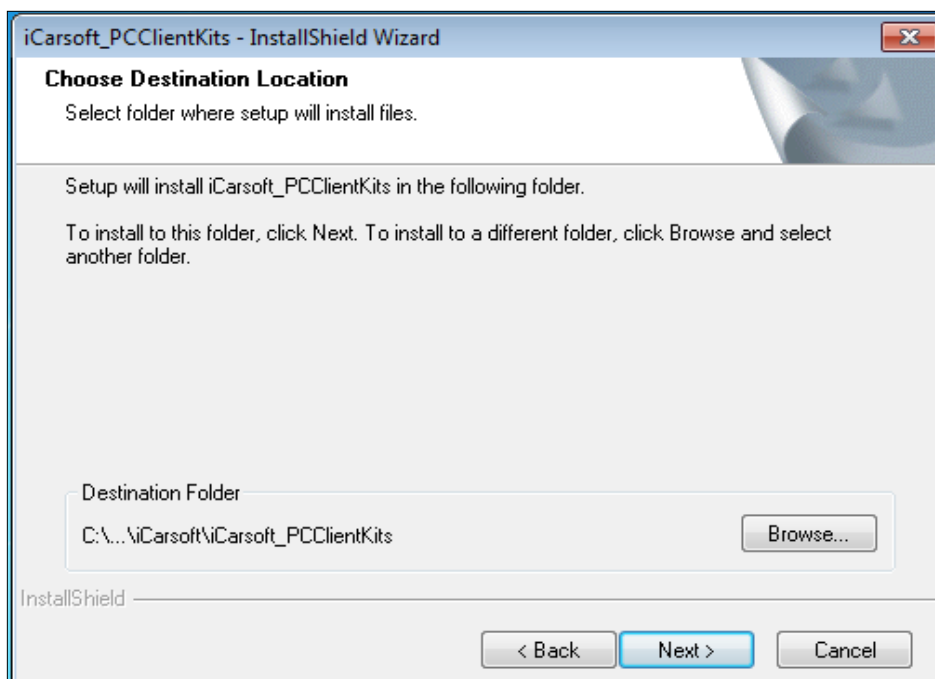 iCarsoft_PCClientKits - InstallShield Wizard
Choose Destination Location
Select folder where setup will install files.
Setup will install iCarsoft_PCClientKits in the following folder.
To install to this folder, click Next. To install to a different folder, click Browse and select
another folder.
Destination Folder
C:\...\iCarsoft\iCarsoft_PCClientKits
Browse...
InstallShield
< Back
Next >
Cancel